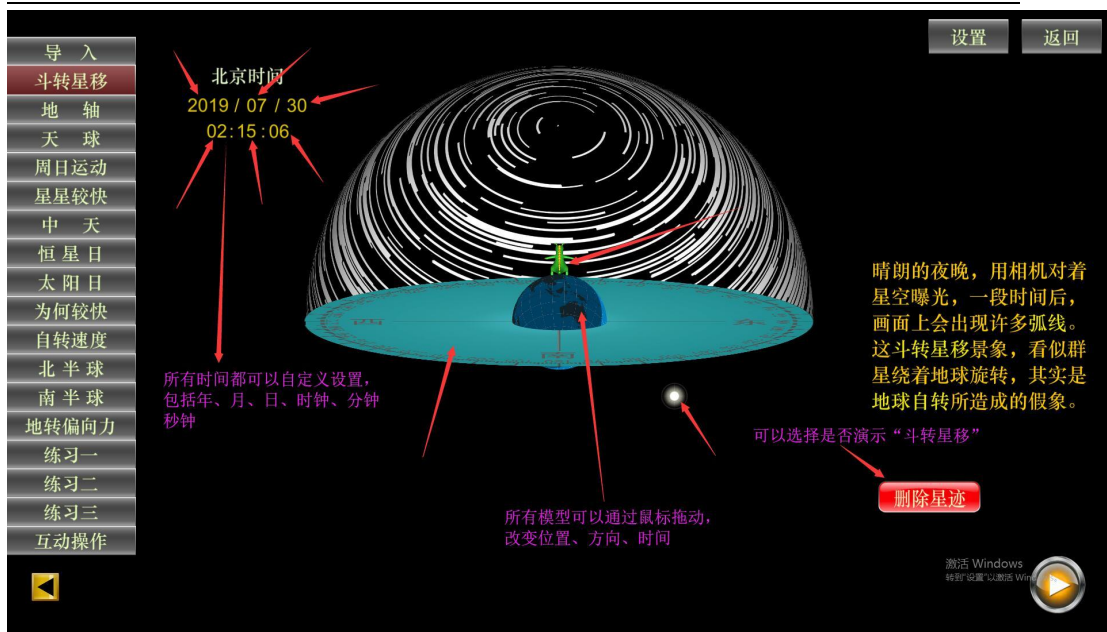 设置
返回
导 入
斗转星移
地 轴
天 球
周日运动
星星较快
中 天
恒星日
太阳日
为何较快
自转速度
北半球
南半球
地转偏向力
练习一
练习二
练习三
互动操作
北京时间
2019 / 07 / 30
02:15:06
所有时间都可以自定义设置，
包括年、月、日、时钟、分钟
秒钟
西
东
南
晴朗的夜晚，用相机对着
星空曝光，一段时间后，
画面上会出现许多弧线。
这斗转星移景象，看似群
星绕着地球旋转，其实是
地球自转所造成的假象。
可以选择是否演示“斗转星移”
删除星迹
所有模型可以通过鼠标拖动，
改变位置、方向、时间
激活 Windows
转到"设置"以激活 Win